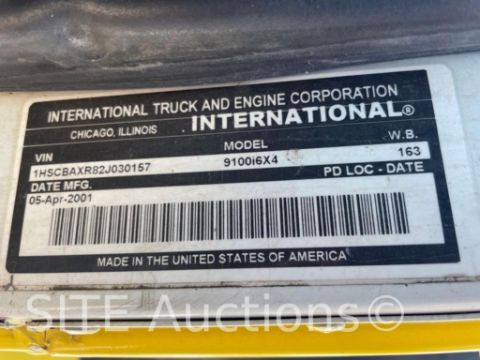 INTERNATIONAL TRUCK AND ENGINE CORPORATION
CHICAGO, ILLINOIS INTERNATIONAL®
VIN MODEL W.B.
1HSCBAXR82J030157 9100i6X4 163
DATE MFG. PD LOC - DATE
05-Apr-2001
MADE IN THE UNITED STATES OF AMERICA
SITE Auctions.com